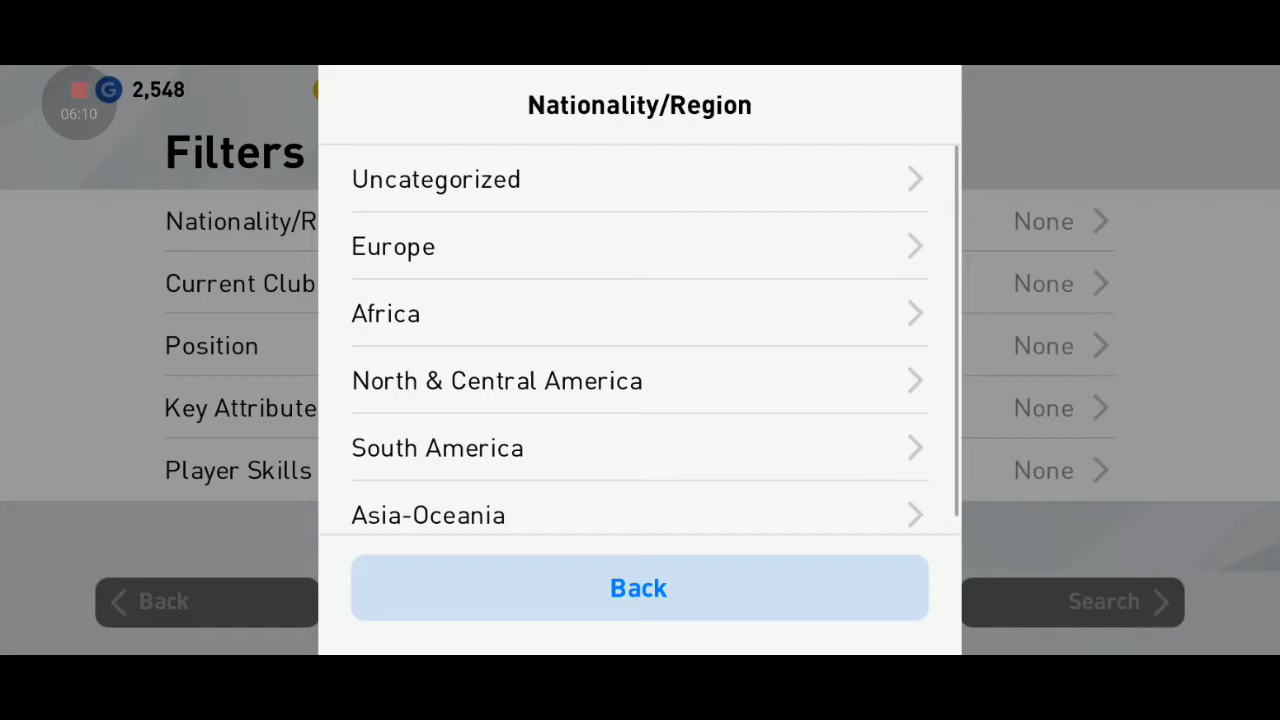 G 2,548
06:10
Filters
Nationality/R
None
Current Club
None
Position
None
Key Attribute
None
Player Skills
None
Back
Search
Nationality/Region
Uncategorized
Europe
Africa
North & Central America
South America
Asia-Oceania
Back